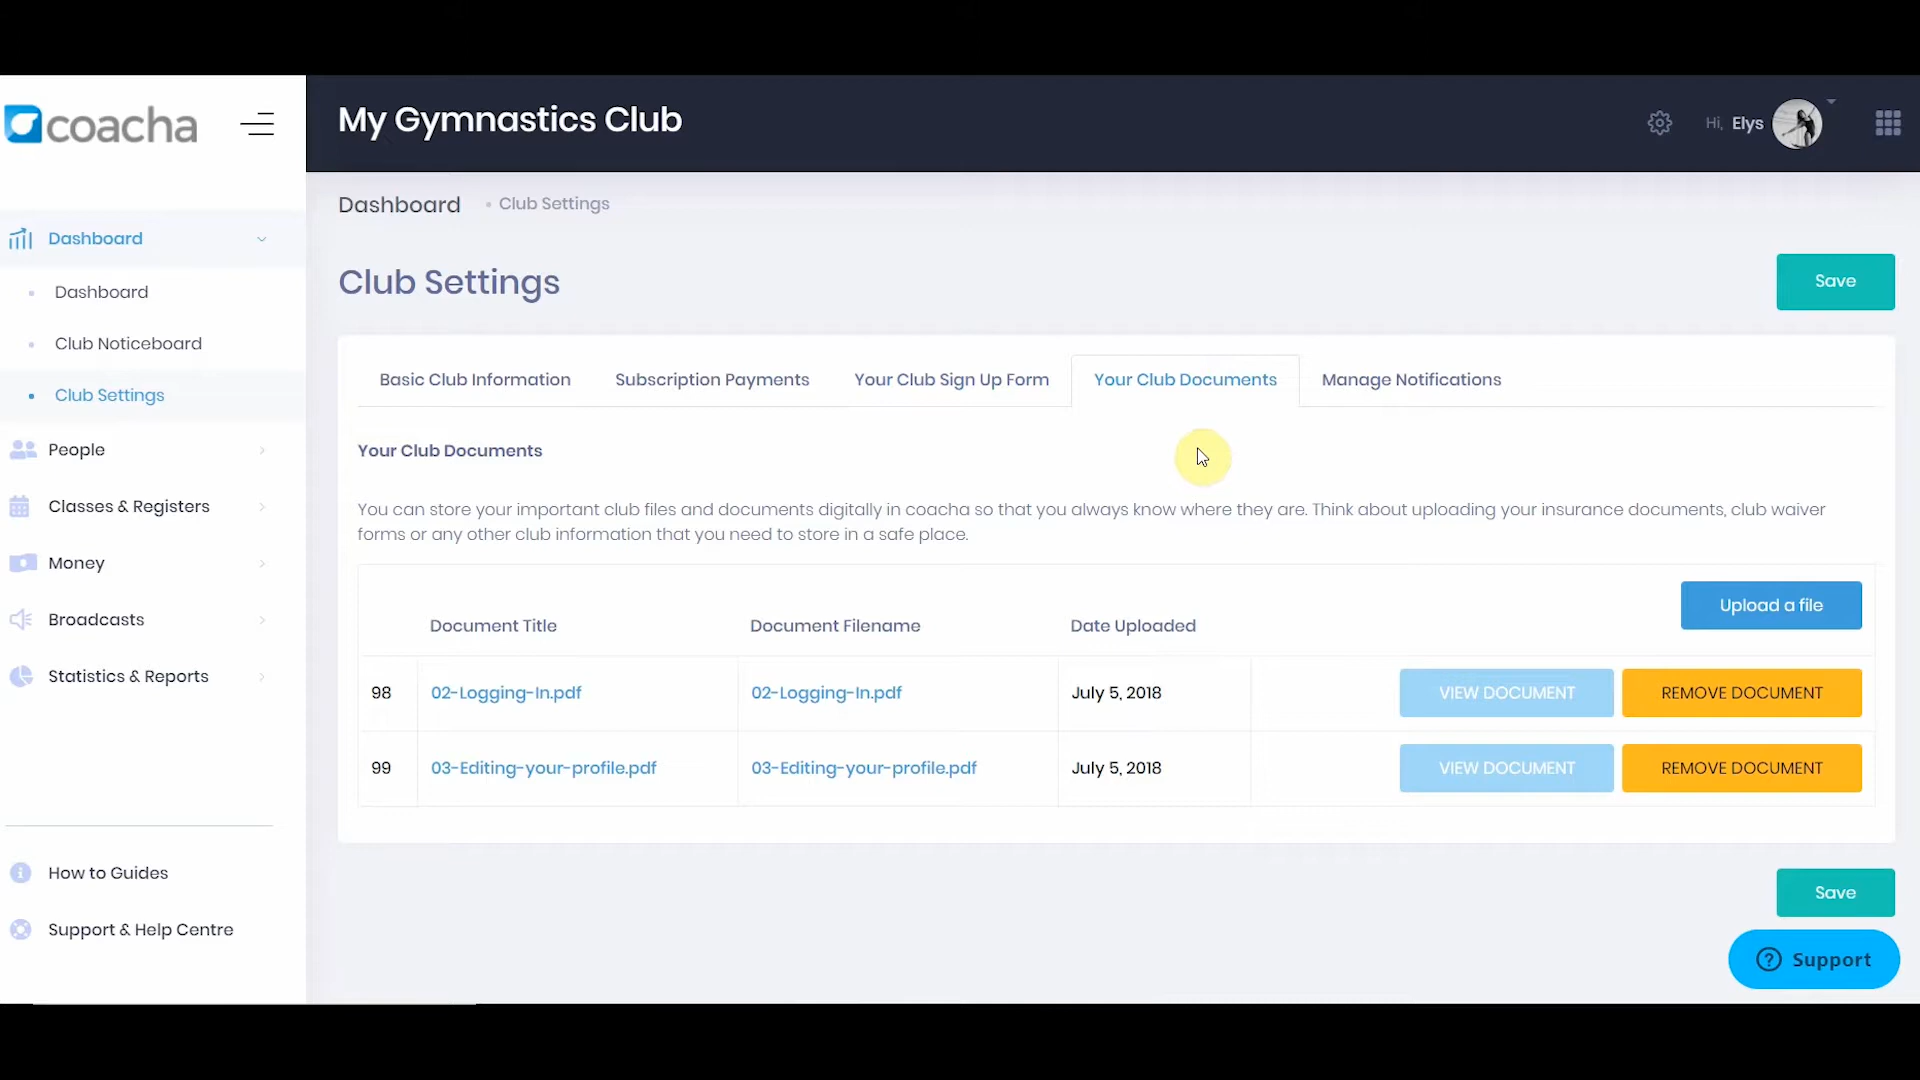 coacha
My Gymnastics Club
Hi, Elys
Dashboard
Club Settings
Dashboard
Dashboard
Club Noticeboard
Club Settings
People
Classes & Registers
Money
Broadcasts
Statistics & Reports
How to Guides
Support & Help Centre
Club Settings
Save
Basic Club Information
Subscription Payments
Your Club Sign Up Form
Your Club Documents
Manage Notifications
Your Club Documents
You can store your important club files and documents digitally in coacha so that you always know where they are. Think about uploading your insurance documents, club waiver
forms or any other club information that you need to store in a safe place.
Upload a file
Document Title Document Filename Date Uploaded
98 02-Logging-In.pdf 02-Logging-In.pdf July 5, 2018 VIEW DOCUMENT REMOVE DOCUMENT
99 03-Editing-your-profile.pdf 03-Editing-your-profile.pdf July 5, 2018 VIEW DOCUMENT REMOVE DOCUMENT
Save
? Support